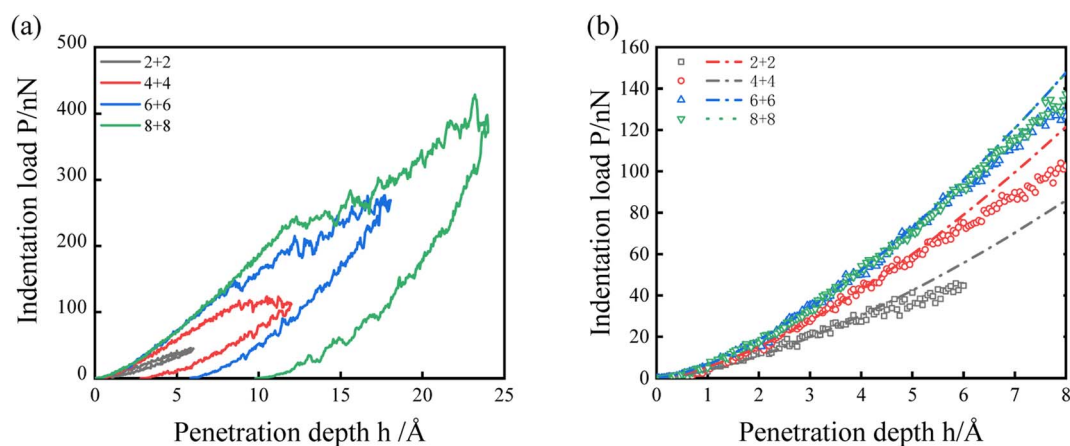 (a)
500
400
300
200
100
0
Indentation load P/nN
2+2
4+4
6+6
8+8
0 5 10 15 20 25
Penetration depth h /Å
(b)
160
140
120
100
80
60
40
20
0
Indentation load P/nN
2+2
4+4
6+6
8+8
0 1 2 3 4 5 6 7 8
Penetration depth h/Å